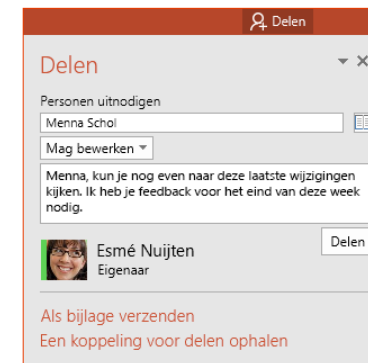 Delen
Delen
Personen uitnodigen
Menna Schol
Mag bewerken
Menna, kun je nog even naar deze laatste wijzigingen
kijken. Ik heb je feedback voor het eind van deze week
nodig.
Delen
Esmé Nuijten
Eigenaar
Als bijlage verzenden
Een koppeling voor delen ophalen